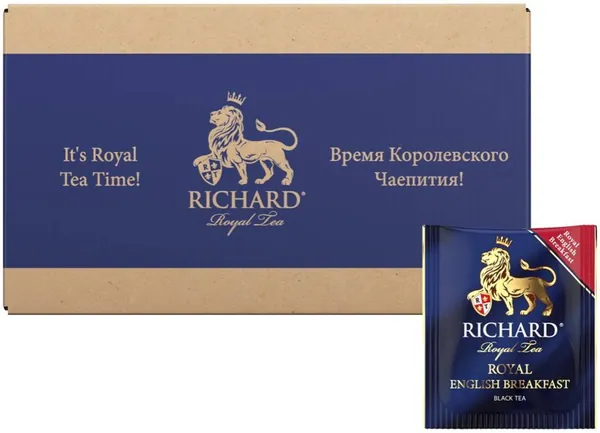 It's Royal
Tea Time!
RICHARD®
Royal Tea
Время Королевского
Чаепития!
Royal
English
Breakfast
RICHARD®
Royal Tea
ROYAL
ENGLISH BREAKFAST
BLACK TEA